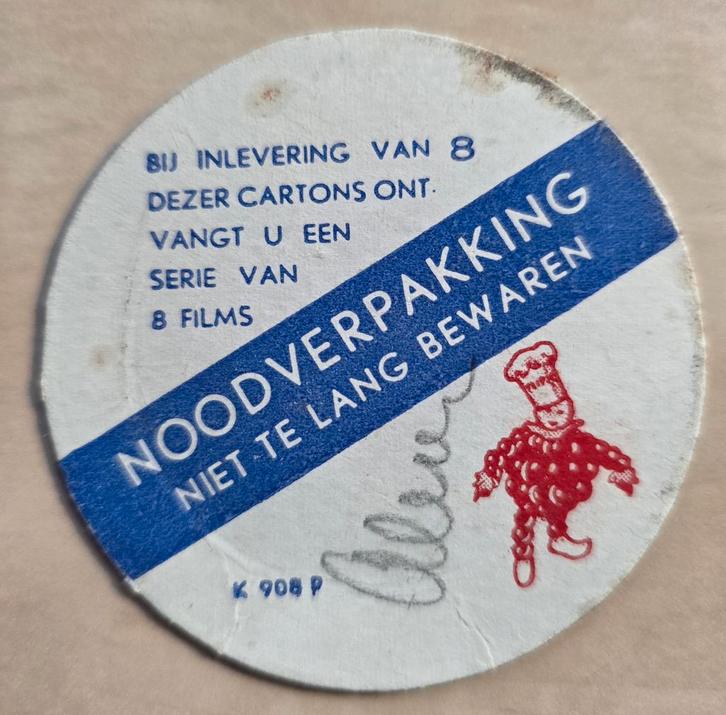 BIJ INLEVERING VAN 8
DEZER CARTONS ONT-
VANGT U EEN
SERIE VAN
8 FILMS
NOODVERPAKKING
NIET TE LANG BEWAREN
K 908 P